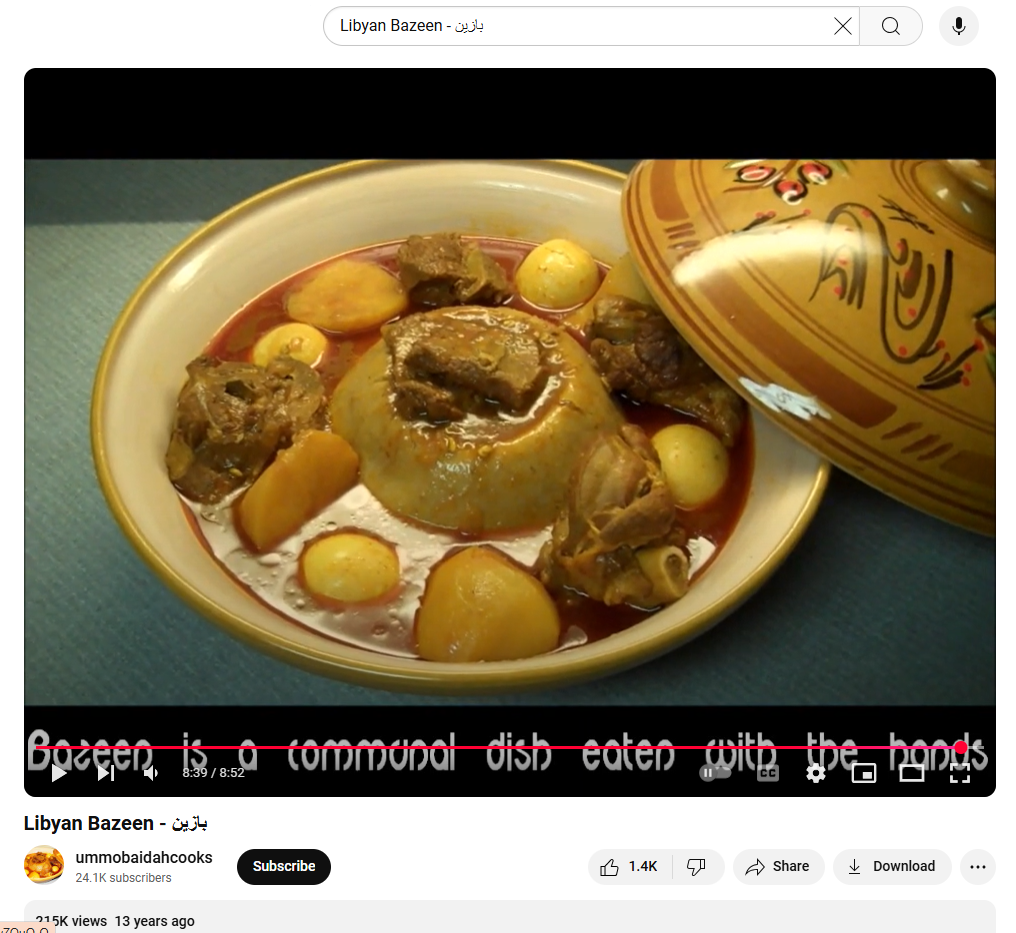 Libyan Bazeen - بازين
Bazeen is a communal dish eaten with the hands
8:39 / 8:52
CC
Libyan Bazeen - بازين
ummobaidahcooks
24.1K subscribers
Subscribe
1.4K
Share
Download
215K views 13 years ago